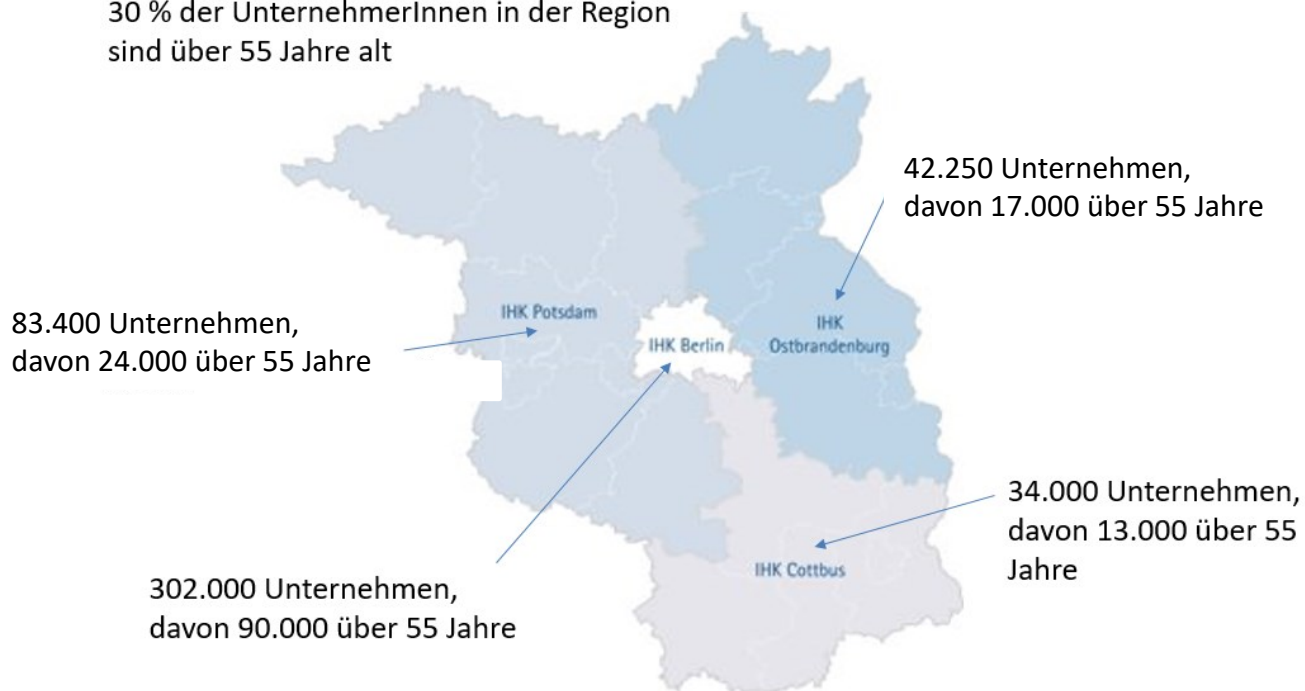 30 % der UnternehmerInnen in der Region
sind über 55 Jahre alt
42.250 Unternehmen,
davon 17.000 über 55 Jahre
83.400 Unternehmen,
davon 24.000 über 55 Jahre
IHK Potsdam
IHK Berlin
IHK
Ostbrandenburg
34.000 Unternehmen,
davon 13.000 über 55
Jahre
IHK Cottbus
302.000 Unternehmen,
davon 90.000 über 55 Jahre